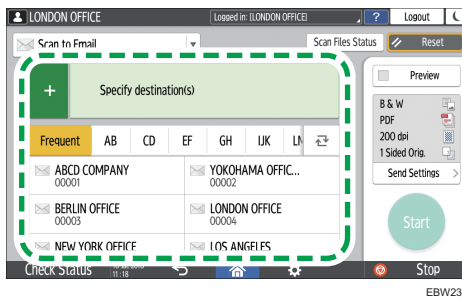 LONDON OFFICE
Logged in: [LONDON OFFICE]
?
Logout
Scan to Email
Scan Files Status
Reset
+
Specify destination(s)
Preview
B & W
PDF
200 dpi
1 Sided Orig.
Frequent AB CD EF GH IJK
Send Settings
ABCD COMPANY
00001
YOKOHAMA OFFIC...
00002
BERLIN OFFICE
00003
LONDON OFFICE
00004
Start
NEW YORK OFFICE
LOS ANGELES
Check Status
11:18
Stop
EBW23